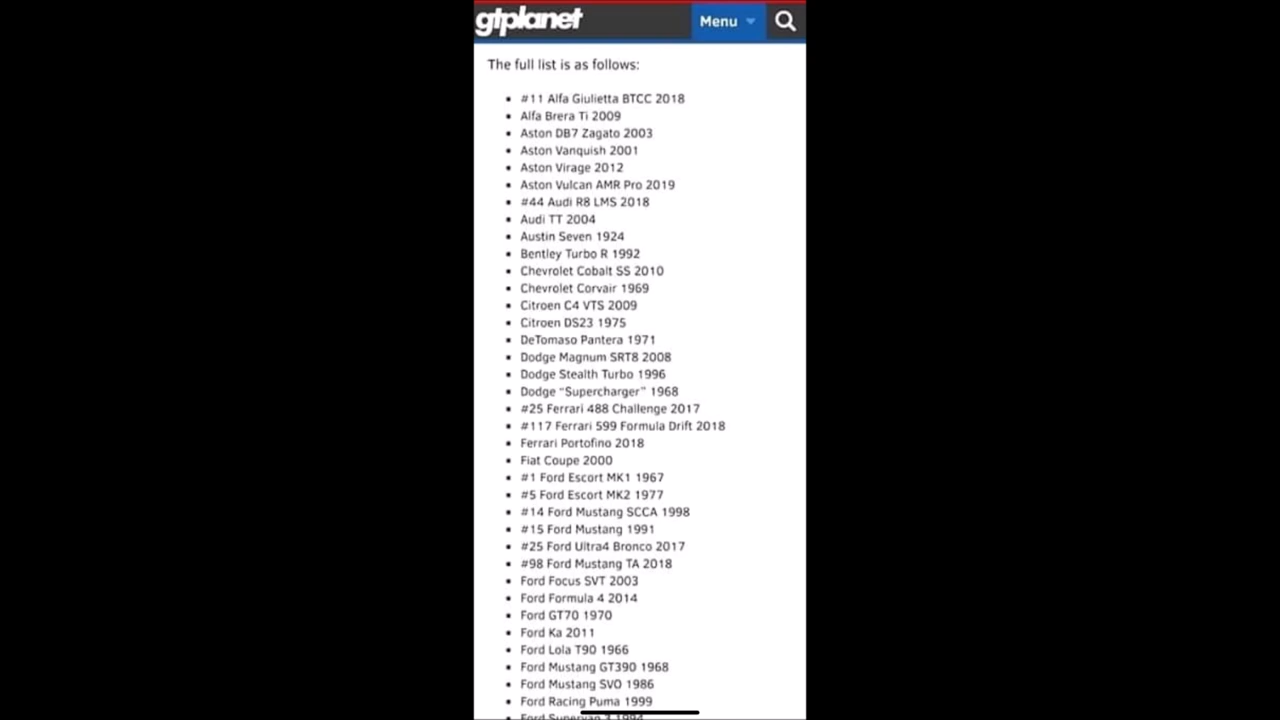 gtplanet
Menu
The full list is as follows:
#11 Alfa Giulietta BTCC 2018
Alfa Brera Ti 2009
Aston DB7 Zagato 2003
Aston Vanquish 2001
Aston Virage 2012
Aston Vulcan AMR Pro 2019
#44 Audi R8 LMS 2018
Audi TT 2004
Austin Seven 1924
Bentley Turbo R 1992
Chevrolet Cobalt SS 2010
Chevrolet Corvair 1969
Citroen C4 VTS 2009
Citroen DS23 1975
DeTomaso Pantera 1971
Dodge Magnum SRT8 2008
Dodge Stealth Turbo 1996
Dodge “Supercharger” 1968
#25 Ferrari 488 Challenge 2017
#117 Ferrari 599 Formula Drift 2018
Ferrari Portofino 2018
Fiat Coupe 2000
#1 Ford Escort MK1 1967
#5 Ford Escort MK2 1977
#14 Ford Mustang SCCA 1998
#15 Ford Mustang 1991
#25 Ford Ultra4 Bronco 2017
#98 Ford Mustang TA 2018
Ford Focus SVT 2003
Ford Formula 4 2014
Ford GT70 1970
Ford Ka 2011
Ford Lola T90 1966
Ford Mustang GT390 1968
Ford Mustang SVO 1986
Ford Racing Puma 1999
Ford Supervan 3 1994